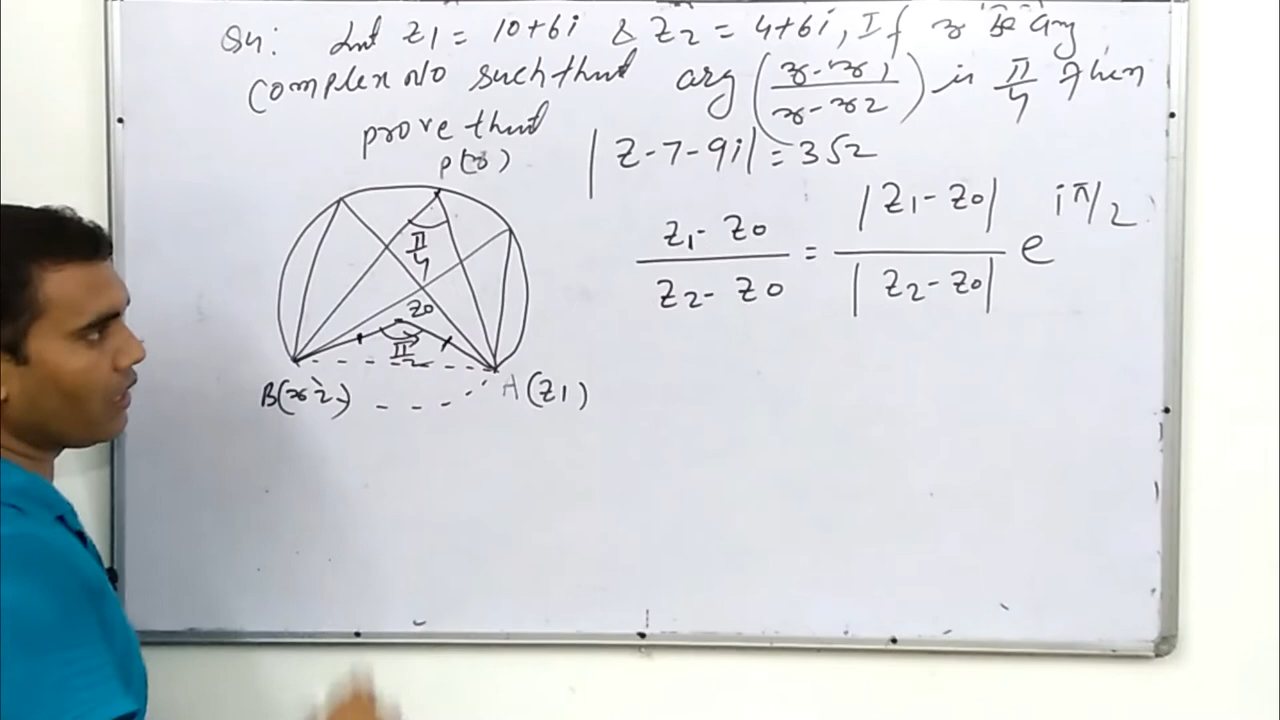 Q4: Let z1 = 10+6i & z2 = 4+6i, If z be any
complex no such that arg (z-z1 / z-z2) is π/4 then
prove that |z-7-9i| = 3√2
P(z)
z1-z0 / z2-z0 = |z1-z0| / |z2-z0| e^iπ/2
π/4
z0
π/2
B(z2)
A(z1)